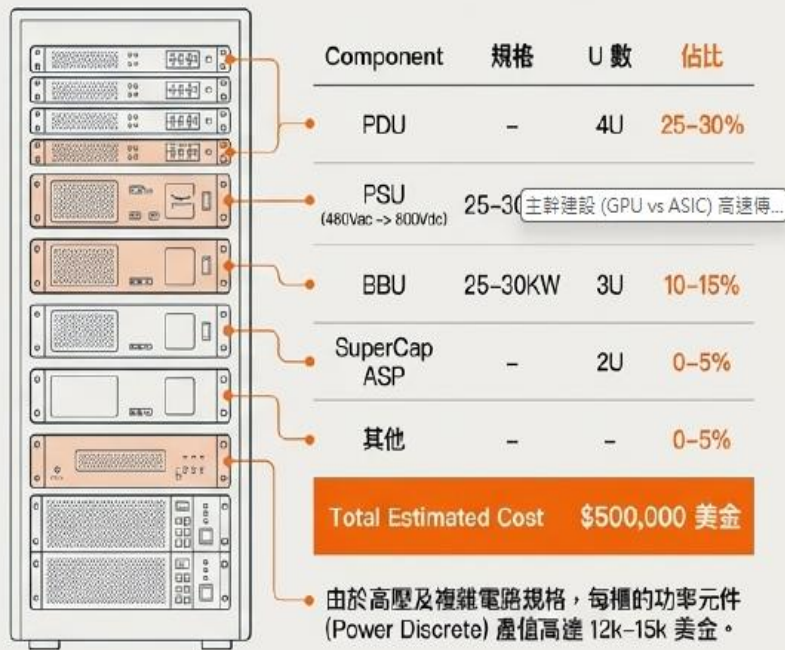 Component 規格 U 數 佔比
PDU – 4U 25–30%
PSU 25–30
(480Vac -> 800Vdc)
主幹建設 (GPU vs ASIC) 高速傳...
BBU 25–30KW 3U 10–15%
SuperCap
ASP – 2U 0–5%
其他 – – 0–5%
Total Estimated Cost $500,000 美金
由於高壓及複雜電路規格，每櫃的功率元件
(Power Discrete) 產值高達 12k–15k 美金。